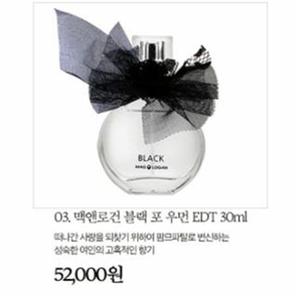 BLACK
MAG & LOGAN
03. 맥앤로건 블랙 포 우먼 EDT 30ml
떠나간 사랑을 되찾기 위하여 팜므파탈로 변신하는
성숙한 여인의 고혹적인 향기
52,000원